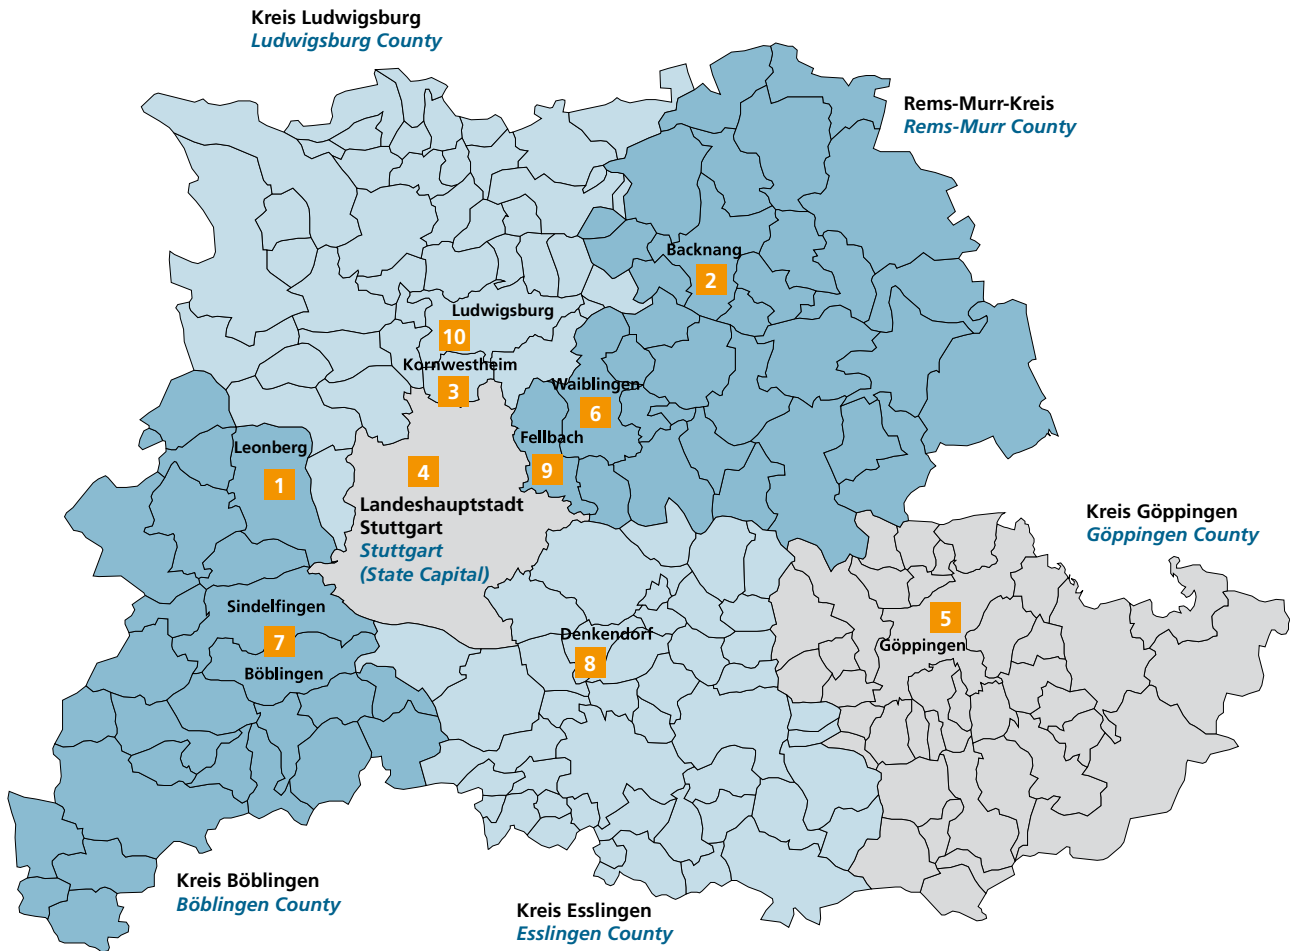 Kreis Ludwigsburg
Ludwigsburg County
Rems-Murr-Kreis
Rems-Murr County
Backnang
2
Ludwigsburg
10
Kornwestheim
3
Waiblingen
6
Fellbach
9
Leonberg
1
4
Landeshauptstadt
Stuttgart
Stuttgart
(State Capital)
Kreis Göppingen
Göppingen County
Sindelfingen
7
Böblingen
Denkendorf
8
5
Göppingen
Kreis Böblingen
Böblingen County
Kreis Esslingen
Esslingen County